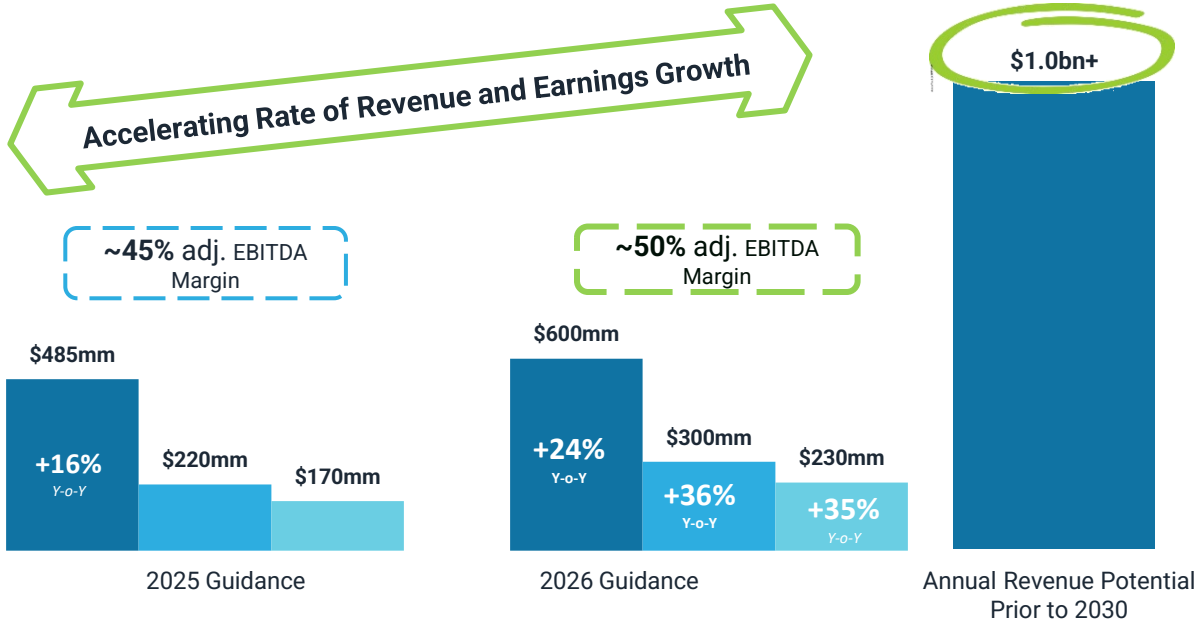 Accelerating Rate of Revenue and Earnings Growth
$1.0bn+
~45% adj. EBITDA
Margin
~50% adj. EBITDA
Margin
$485mm
+16%
Y-o-Y
$220mm
$170mm
2025 Guidance
$600mm
+24%
Y-o-Y
$300mm
+36%
Y-o-Y
$230mm
+35%
Y-o-Y
2026 Guidance
Annual Revenue Potential
Prior to 2030